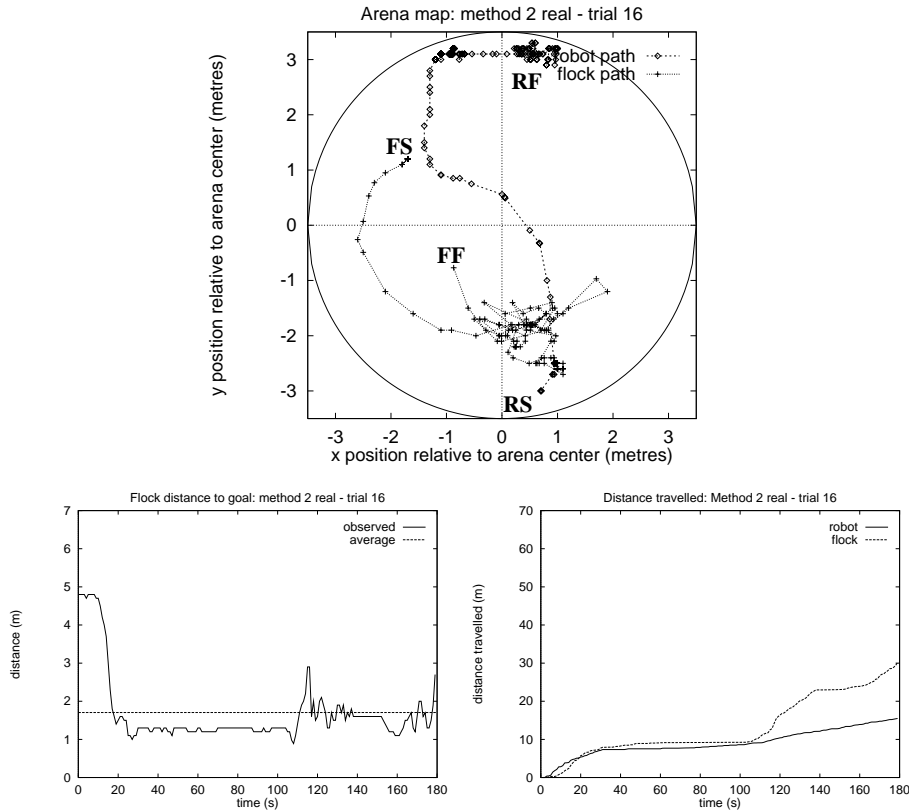 Arena map: method 2 real - trial 16
y position relative to arena center (metres)
3
2
1
0
-1
-2
-3
robot path
flock path
RF
FS
FF
RS
-3 -2 -1 0 1 2 3
x position relative to arena center (metres)
Flock distance to goal: method 2 real - trial 16
distance (m)
7
6
5
4
3
2
1
0
observed
average
0 20 40 60 80 100 120 140 160 180
time (s)
Distance travelled: Method 2 real - trial 16
distance travelled (m)
70
60
50
40
30
20
10
0
robot
flock
0 20 40 60 80 100 120 140 160 180
time (s)